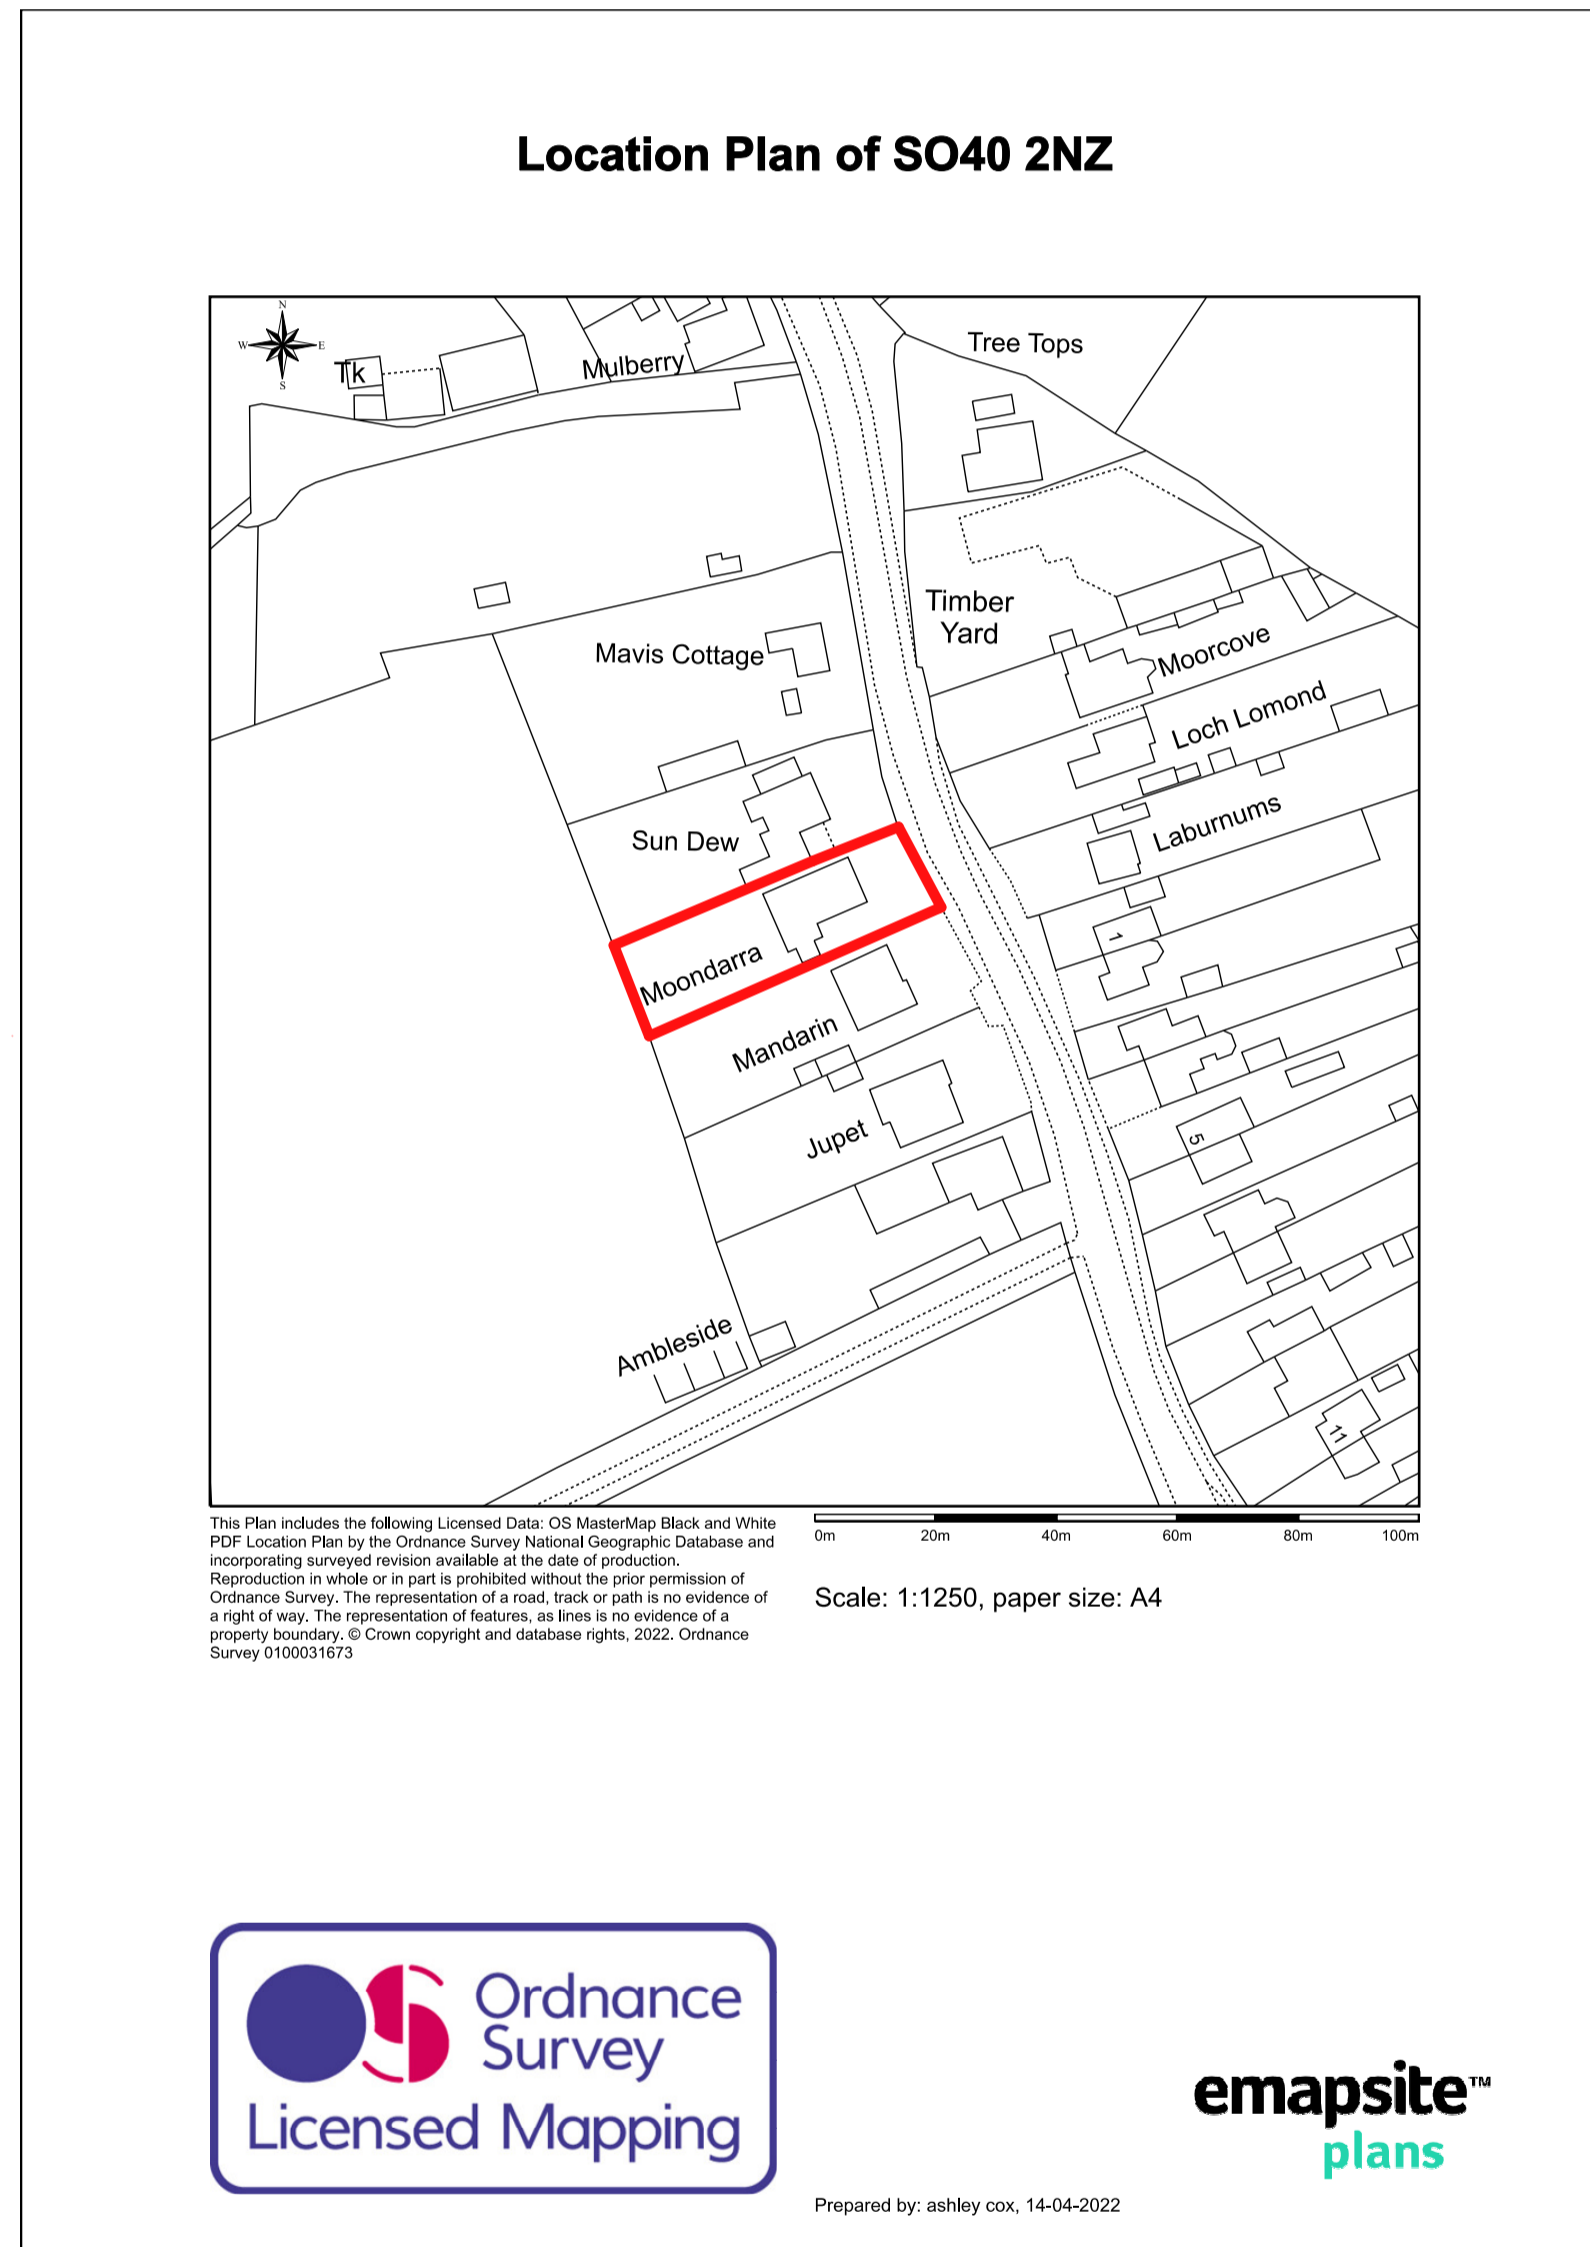 Location Plan of SO40 2NZ
N
W
E
S
Tk
Mulberry
Tree Tops
Timber
Yard
Mavis Cottage
Moorcove
Loch Lomond
Sun Dew
Laburnums
Moondarra
1
Mandarin
Jupet
5
Ambleside
11
This Plan includes the following Licensed Data: OS MasterMap Black and White
PDF Location Plan by the Ordnance Survey National Geographic Database and
incorporating surveyed revision available at the date of production.
Reproduction in whole or in part is prohibited without the prior permission of
Ordnance Survey. The representation of a road, track or path is no evidence of
a right of way. The representation of features, as lines is no evidence of a
property boundary. © Crown copyright and database rights, 2022. Ordnance
Survey 0100031673
0m 20m 40m 60m 80m 100m
Scale: 1:1250, paper size: A4
OS Ordnance
Survey
Licensed Mapping
emapsite™
plans
Prepared by: ashley cox, 14-04-2022